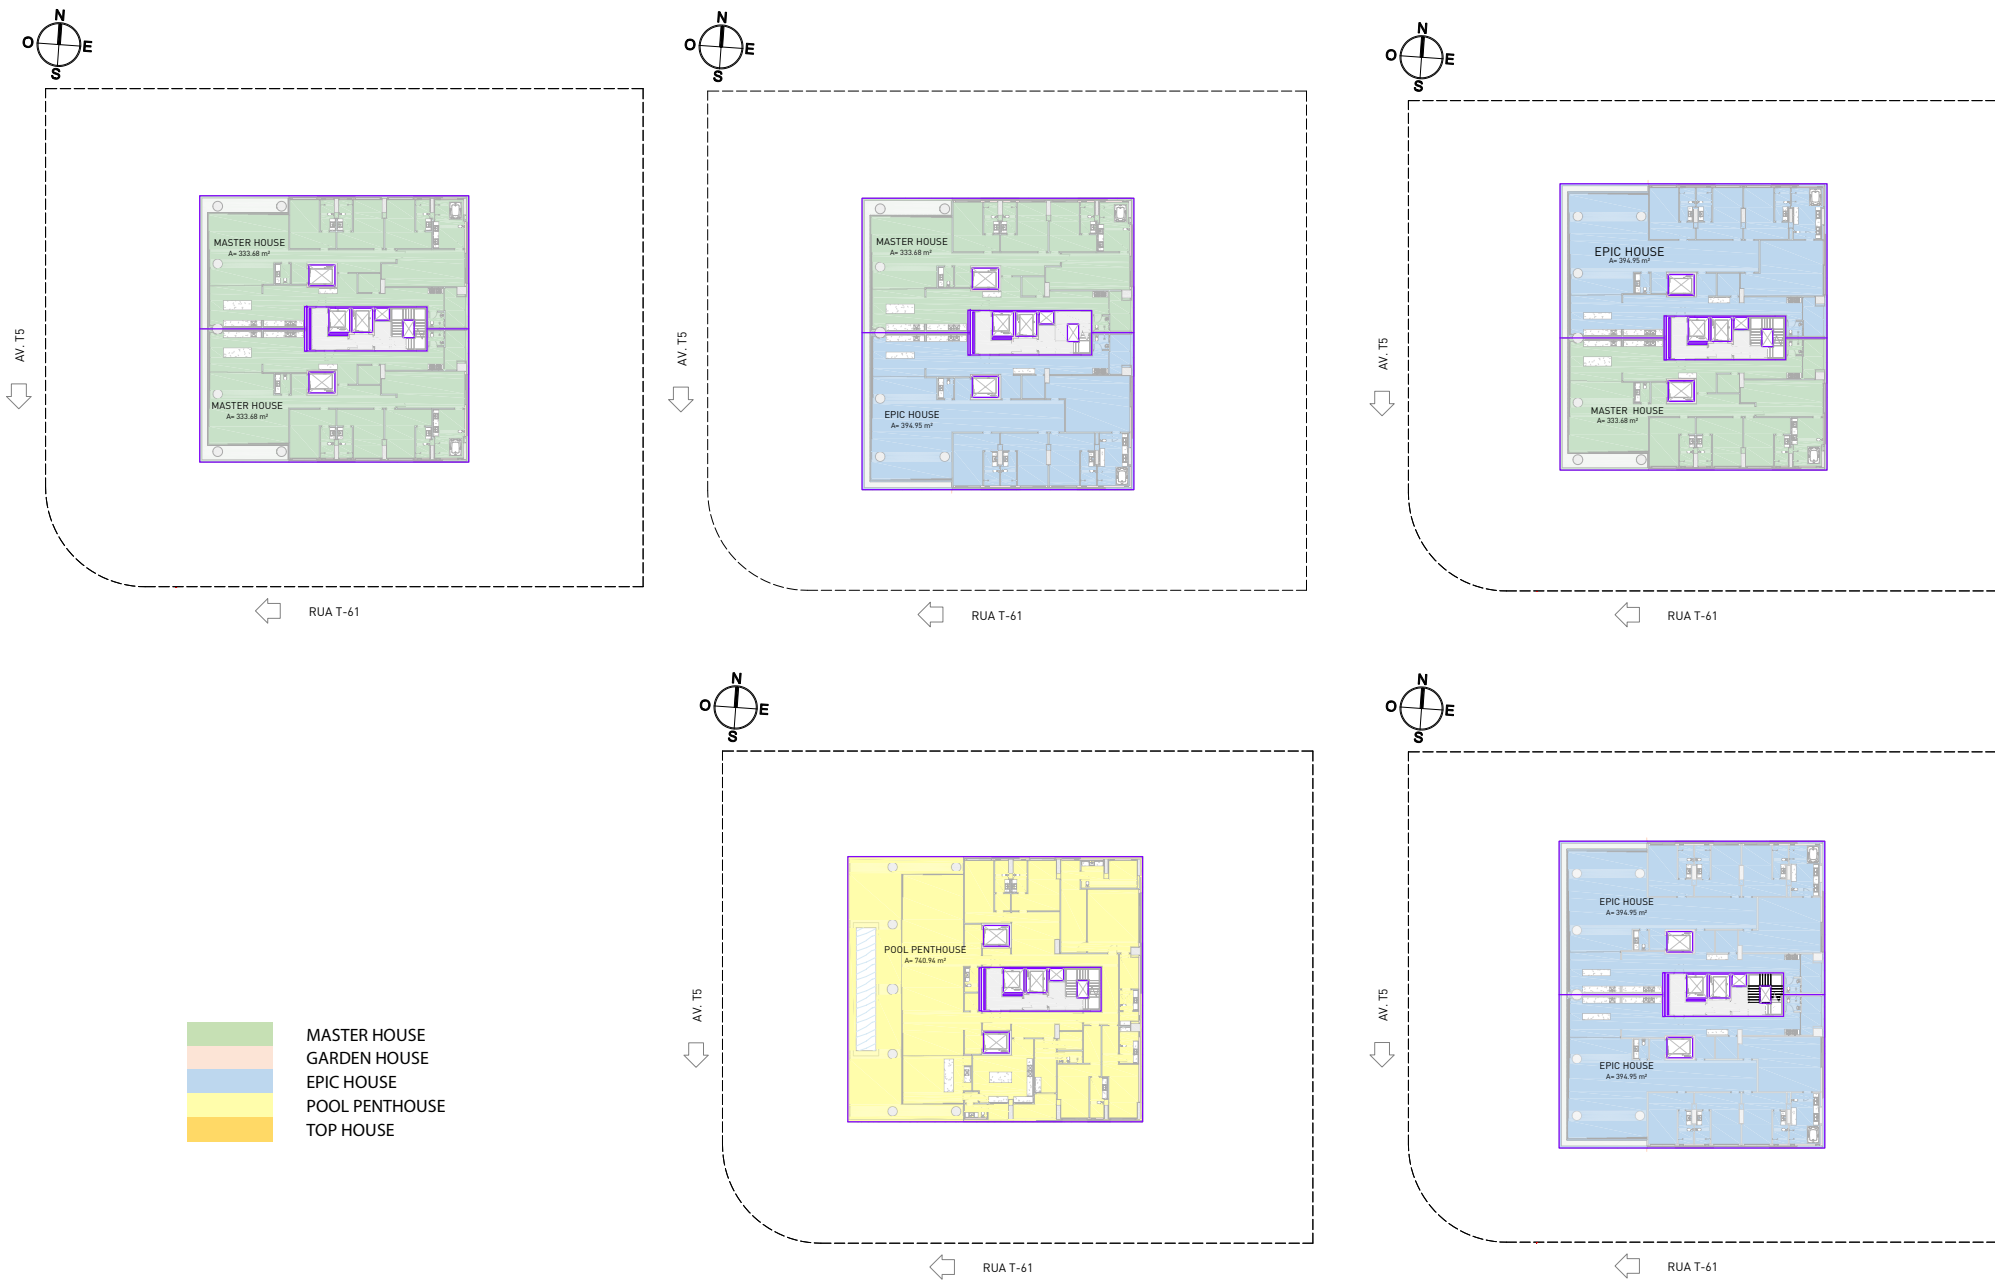 N
O
E
S
MASTER HOUSE
A= 333.68 m²
MASTER HOUSE
A= 333.68 m²
AV. T5
RUA T-61
N
O
E
S
MASTER HOUSE
A= 333.68 m²
EPIC HOUSE
A= 394.95 m²
AV. T5
RUA T-61
N
O
E
S
EPIC HOUSE
A= 394.95 m²
MASTER HOUSE
A= 333.68 m²
AV. T5
RUA T-61
N
O
E
S
POOL PENTHOUSE
A= 740.94 m²
AV. T5
RUA T-61
N
O
E
S
EPIC HOUSE
A= 394.95 m²
EPIC HOUSE
A= 394.95 m²
AV. T5
RUA T-61
MASTER HOUSE
GARDEN HOUSE
EPIC HOUSE
POOL PENTHOUSE
TOP HOUSE